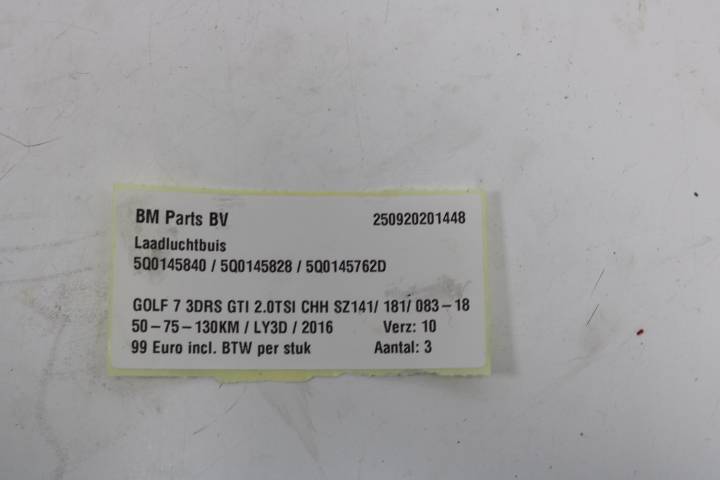 BM Parts BV 250920201448
Laadluchtbuis
5Q0145840 / 5Q0145828 / 5Q0145762D
GOLF 7 3DRS GTI 2.0TSI CHH SZ141/ 181/ 083-18
50-75-130KM / LY3D / 2016 Verz: 10
99 Euro incl. BTW per stuk Aantal: 3